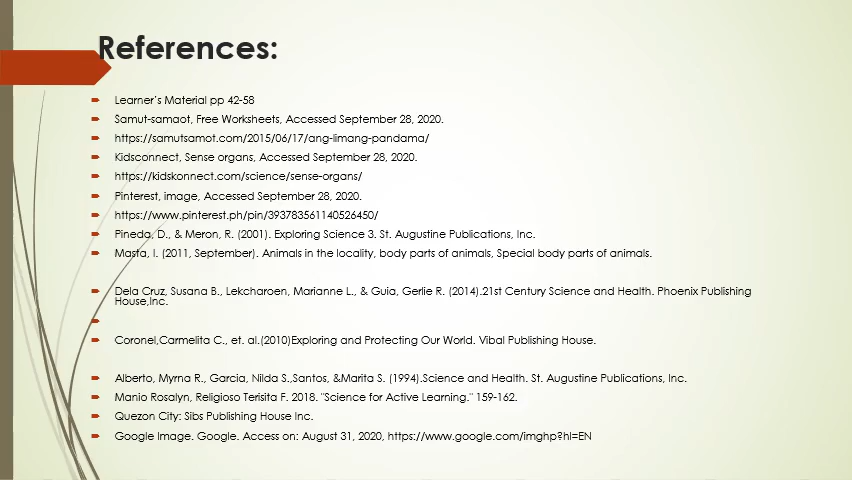 References:
Learner's Material pp 42-58
Samut-samaot, Free Worksheets, Accessed September 28, 2020.
https://samutsamot.com/2015/06/17/ang-limang-pandama/
Kidsconnect, Sense organs, Accessed September 28, 2020.
https://kidskonnect.com/science/sense-organs/
Pinterest, image, Accessed September 28, 2020.
https://www.pinterest.ph/pin/393783561140526450/
Pineda, D., & Meron, R. (2001). Exploring Science 3. St. Augustine Publications, Inc.
Masta, I. (2011, September). Animals in the locality, body parts of animals, Special body parts of animals.
Dela Cruz, Susana B., Lekcharoen, Marianne L., & Guia, Gerlie R. (2014).21st Century Science and Health. Phoenix Publishing
House,Inc.
Coronel,Carmelita C., et. al.(2010)Exploring and Protecting Our World. Vibal Publishing House.
Alberto, Myrna R., Garcia, Nilda S.,Santos, &Marita S. (1994).Science and Health. St. Augustine Publications, Inc.
Manio Rosalyn, Religioso Terisita F. 2018. "Science for Active Learning." 159-162.
Quezon City: Sibs Publishing House Inc.
Google Image. Google. Access on: August 31, 2020, https://www.google.com/imghp?hl=EN